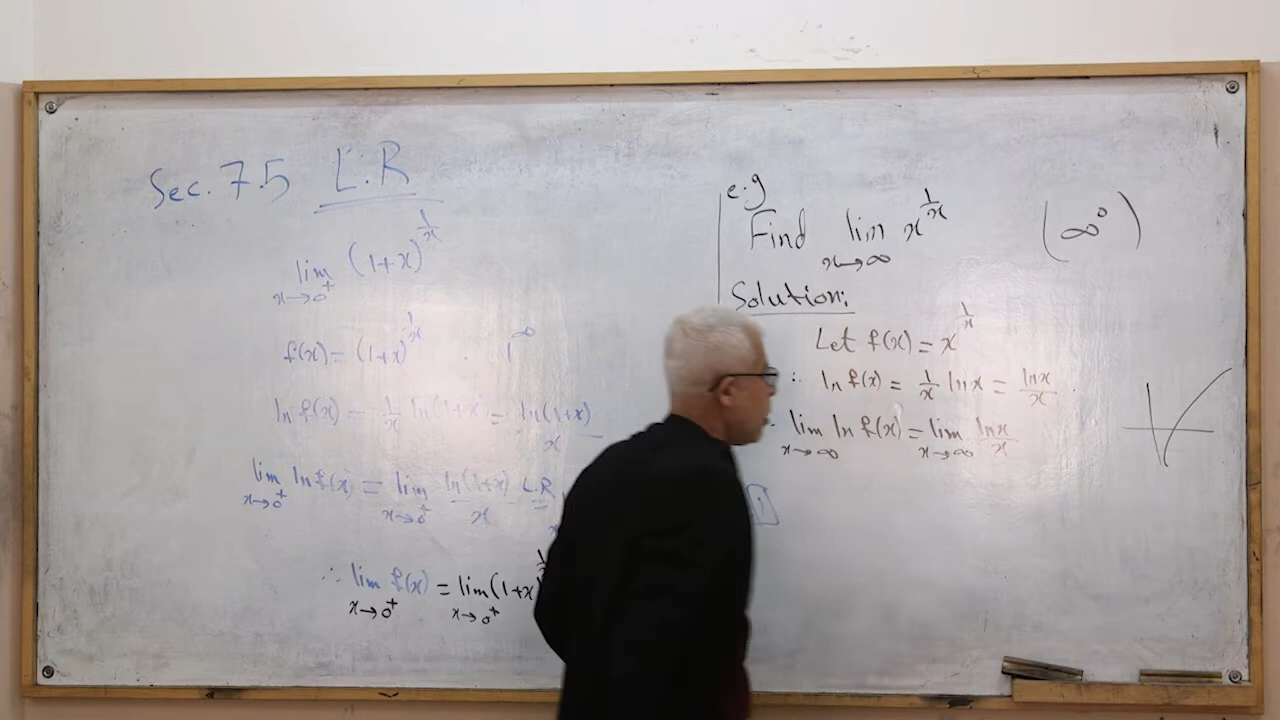 Sec. 7.5 L.R
lim (1+x)^{1/x}
x→0⁺
f(x) = (1+x)^{1/x} 1^∞
ln f(x) = 1/x ln(1+x) = ln(1+x)/x
lim ln f(x) = lim ln(1+x)/x L.R
x→0⁺ x→0⁺
∴ lim f(x) = lim (1+x)
x→0⁺ x→0⁺
e.g
Find lim x^{1/x} (∞⁰)
x→∞
Solution:
Let f(x) = x^{1/x}
∴ ln f(x) = 1/x ln x = ln x/x
lim ln f(x) = lim ln x/x
x→∞ x→∞